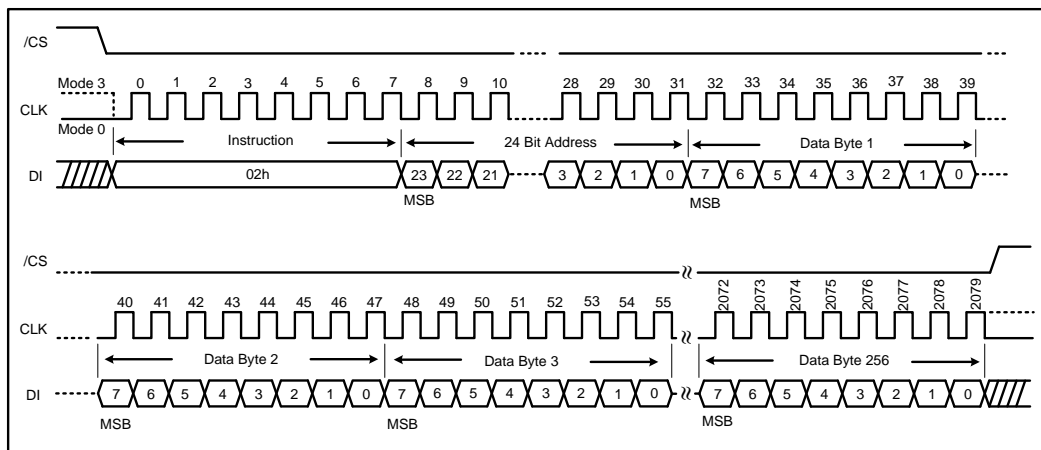 /CS
Mode 3 0 1 2 3 4 5 6 7 8 9 10 28 29 30 31 32 33 34 35 36 37 38 39
CLK
Mode 0
Instruction 24 Bit Address Data Byte 1
DI 02h 23 22 21 3 2 1 0 7 6 5 4 3 2 1 0
MSB MSB
/CS
40 41 42 43 44 45 46 47 48 49 50 51 52 53 54 55 2072 2073 2074 2075 2076 2077 2078 2079
CLK
Data Byte 2 Data Byte 3 Data Byte 256
DI 7 6 5 4 3 2 1 0 7 6 5 4 3 2 1 0 7 6 5 4 3 2 1 0
MSB MSB MSB